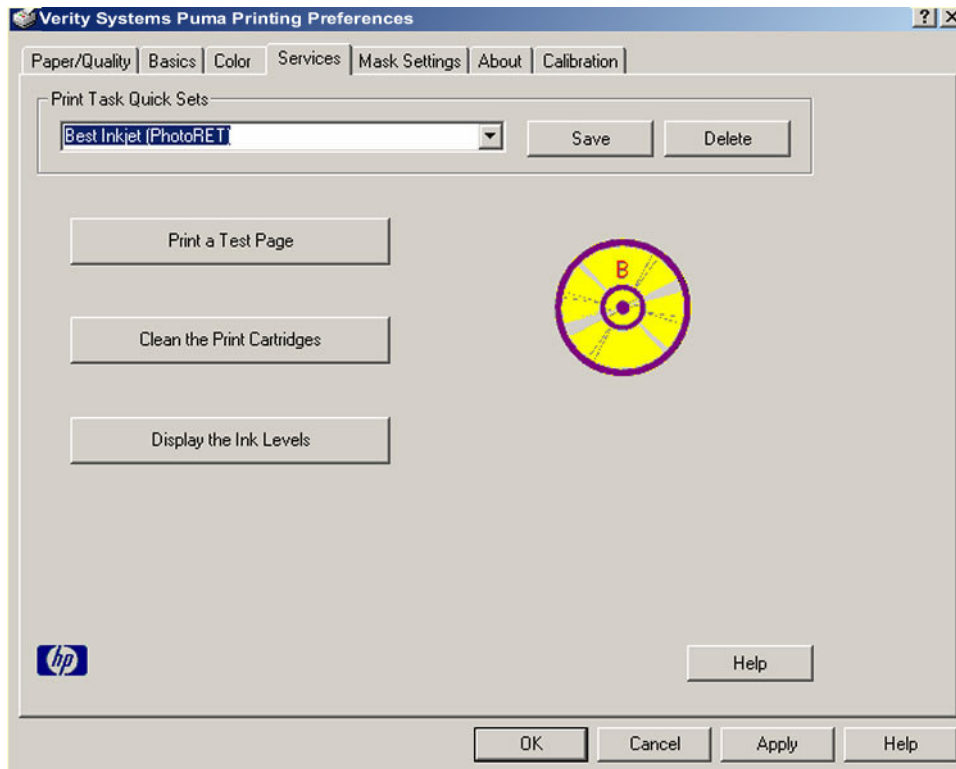 Verity Systems Puma Printing Preferences
Paper/Quality Basics Color Services Mask Settings About Calibration
Print Task Quick Sets
Best Inkjet (PhotoRET)
Save
Delete
Print a Test Page
B
Clean the Print Cartridges
Display the Ink Levels
hp
Help
OK Cancel Apply Help